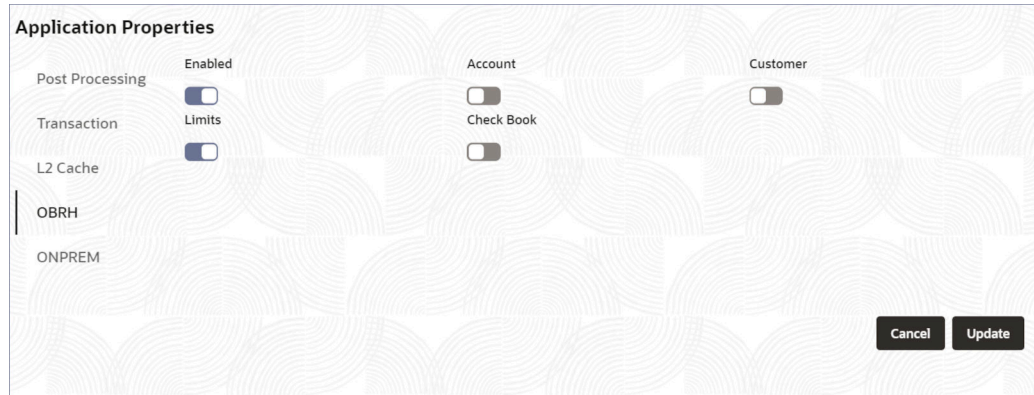 Application Properties
Post Processing
Transaction
L2 Cache
OBRH
ONPREM
Enabled
Account
Customer
Limits
Check Book
Cancel
Update